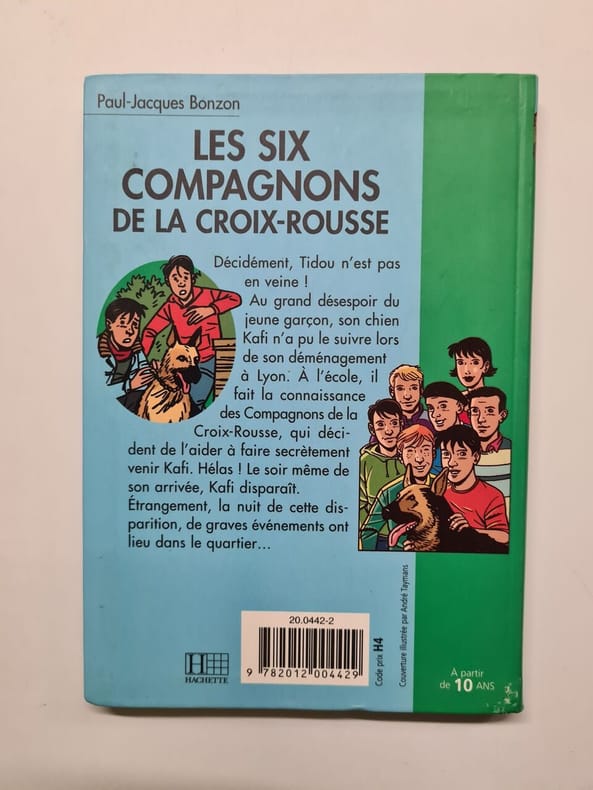 Paul-Jacques Bonzon
LES SIX
COMPAGNONS
DE LA CROIX-ROUSSE
Décidément, Tidou n'est pas
en veine !
Au grand désespoir du
jeune garçon, son chien
Kafi n'a pu le suivre lors
de son déménagement
à Lyon. À l'école, il
fait la connaissance
des Compagnons de la
Croix-Rousse, qui déci-
dent de l'aider à faire secrètement
venir Kafi. Hélas ! Le soir même de
son arrivée, Kafi disparaît.
Étrangement, la nuit de cette dis-
parition, de graves événements ont
lieu dans le quartier...
HACHETTE
20.0442-2
9 782012 004429
Code prix H4
Couverture illustrée par André Taymans
À partir
de 10 ANS